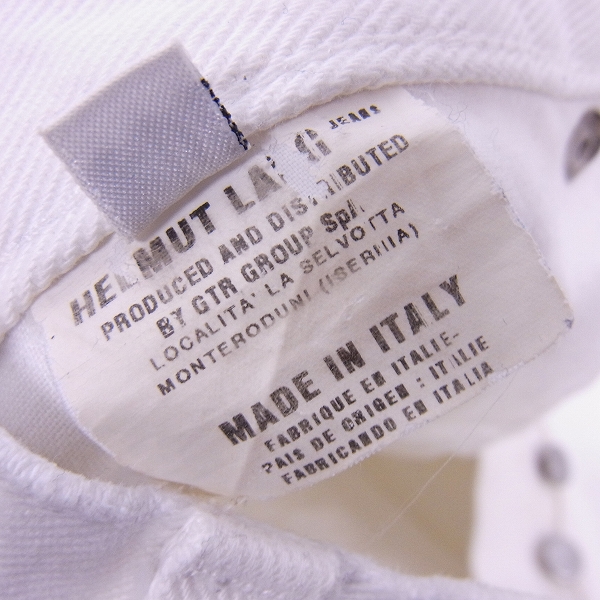 HELMUT LANG JEANS
PRODUCED AND DISTRIBUTED
BY GTR GROUP SpA
LOCALITA' LA SELVOTTA
MONTERODUNI (ISERNIA)
MADE IN ITALY
FABRIQUE EN ITALIE-
PAIS DE ORIGEN: ITALIE
FABRICANDO EN ITALIA